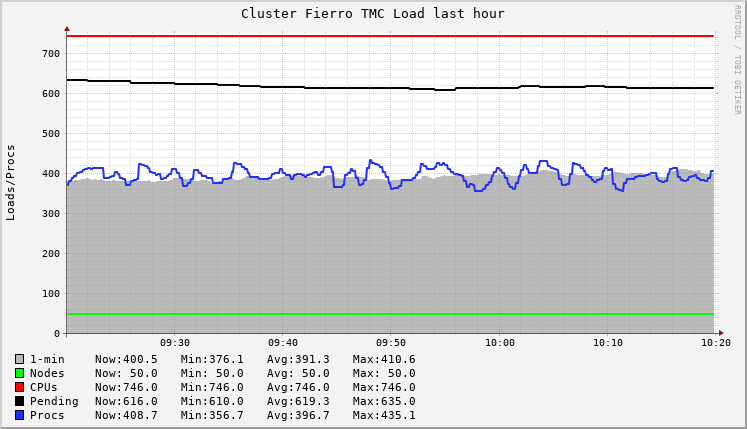 Cluster Fierro TMC Load last hour
RRDTOOL / TOBI OETIKER
Loads/Procs
700
600
500
400
300
200
100
0
09:30 09:40 09:50 10:00 10:10 10:20
1-min Now:400.5 Min:376.1 Avg:391.3 Max:410.6
Nodes Now: 50.0 Min: 50.0 Avg: 50.0 Max: 50.0
CPUs Now:746.0 Min:746.0 Avg:746.0 Max:746.0
Pending Now:616.0 Min:610.0 Avg:619.3 Max:635.0
Procs Now:408.7 Min:356.7 Avg:396.7 Max:435.1